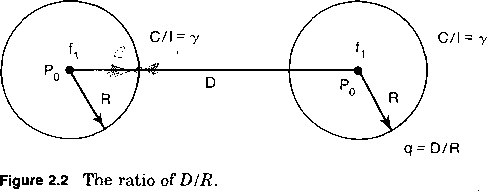 f₁
C/I = γ
f₁
C/I = γ
P₀
P₀
R
D
R
q = D/R
Figure 2.2 The ratio of D/R.